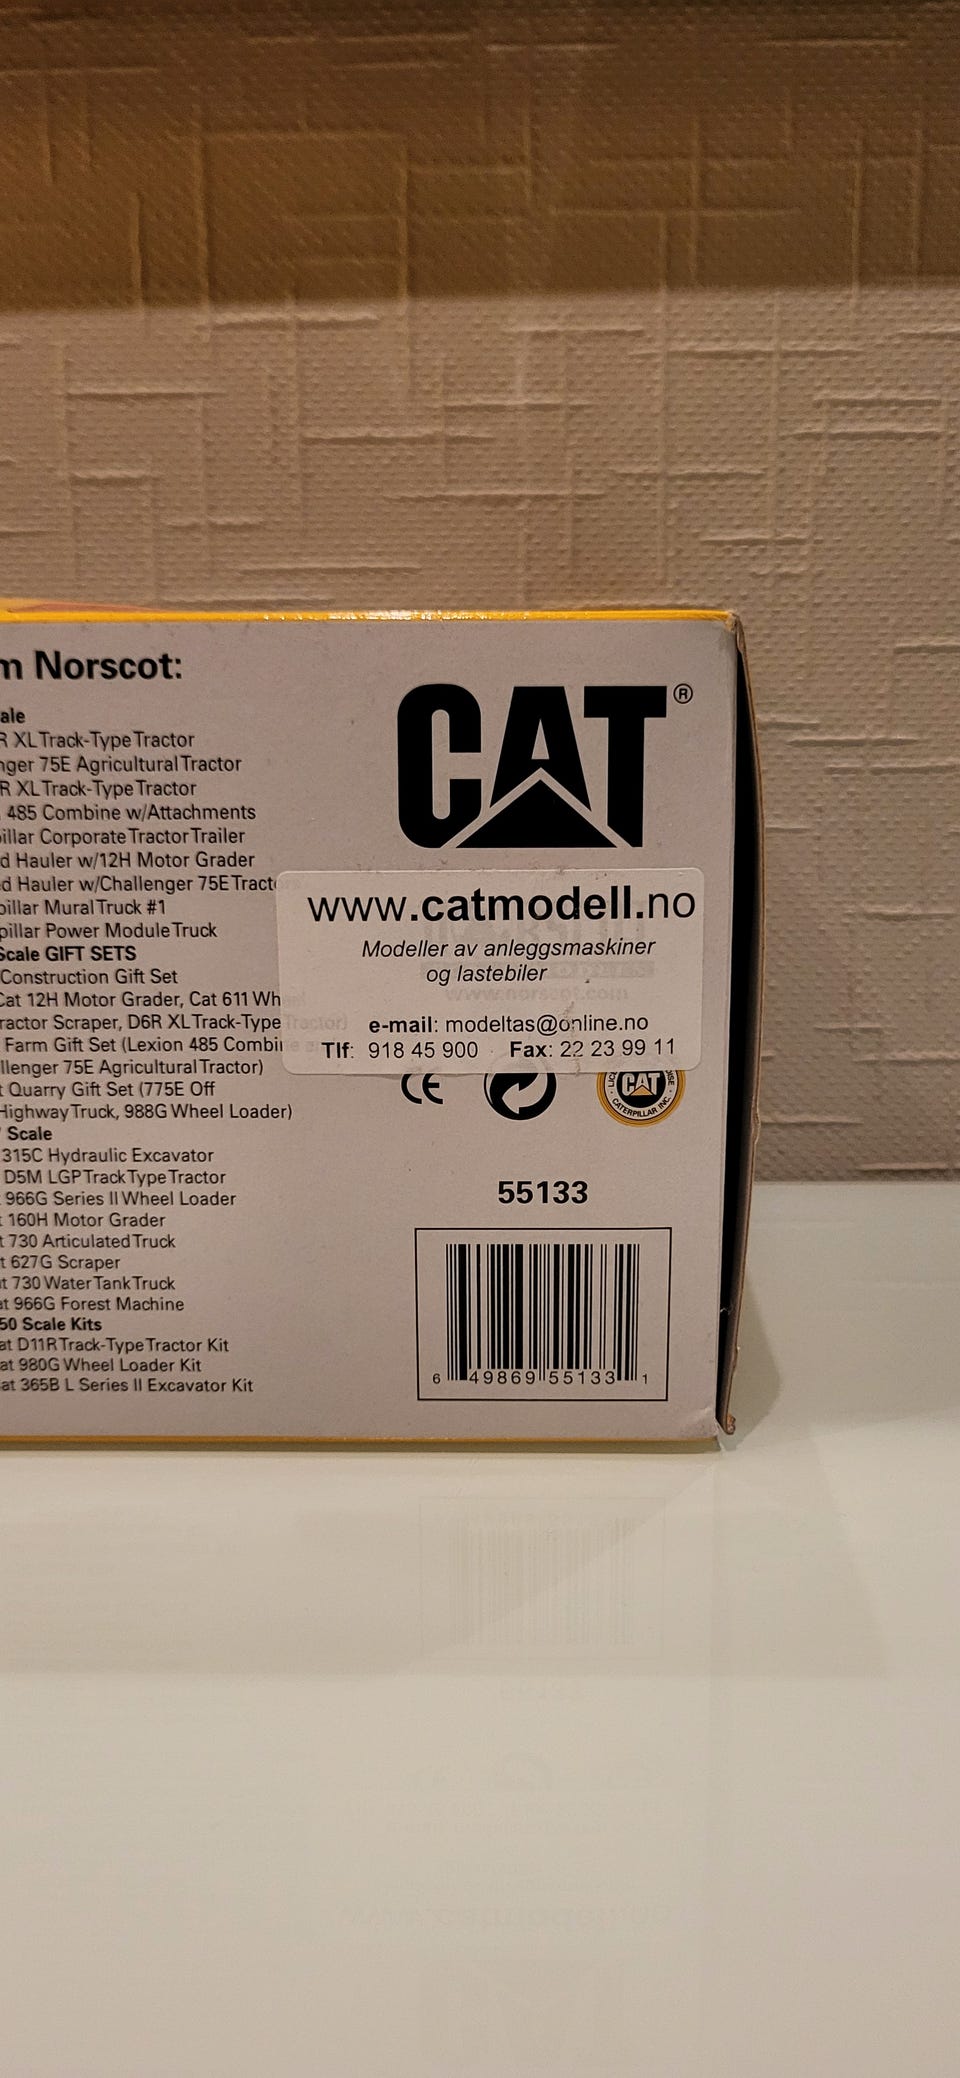 m Norscot:
ale
R XL Track-Type Tractor
nger 75E Agricultural Tractor
R XL Track-Type Tractor
485 Combine w/Attachments
pillar Corporate Tractor Trailer
d Hauler w/12H Motor Grader
d Hauler w/Challenger 75E Tract
pillar Mural Truck #1
pillar Power Module Truck
Scale GIFT SETS
Construction Gift Set
Cat 12H Motor Grader, Cat 611 Wh
ractor Scraper, D6R XL Track-Type Tractor)
Farm Gift Set (Lexion 485 Combi
llenger 75E Agricultural Tractor)
t Quarry Gift Set (775E Off
Highway Truck, 988G Wheel Loader)
" Scale
315C Hydraulic Excavator
D5M LGP Track Type Tractor
966G Series II Wheel Loader
t 160H Motor Grader
t 730 Articulated Truck
t 627G Scraper
at 730 Water Tank Truck
at 966G Forest Machine
50 Scale Kits
at D11R Track-Type Tractor Kit
at 980G Wheel Loader Kit
at 365B L Series II Excavator Kit
CAT®
www.catmodell.no
Modeller av anleggsmaskiner
og lastebiler
www.norscot.com
e-mail: modeltas@online.no
Tlf: 918 45 900 Fax: 22 23 99 11
CE
CAT
CATERPILLAR INC.
55133
6 49869 55133 1